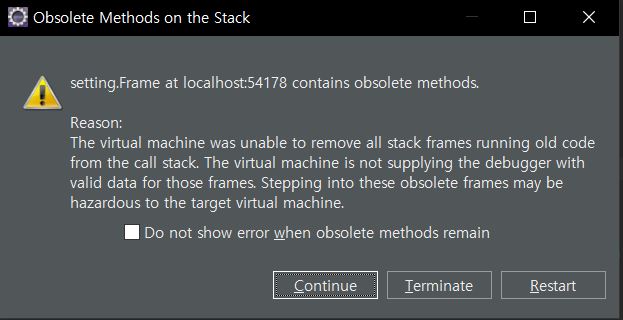 Obsolete Methods on the Stack
setting.Frame at localhost:54178 contains obsolete methods.
Reason:
The virtual machine was unable to remove all stack frames running old code
from the call stack. The virtual machine is not supplying the debugger with
valid data for those frames. Stepping into these obsolete frames may be
hazardous to the target virtual machine.
Do not show error when obsolete methods remain
Continue
Terminate
Restart